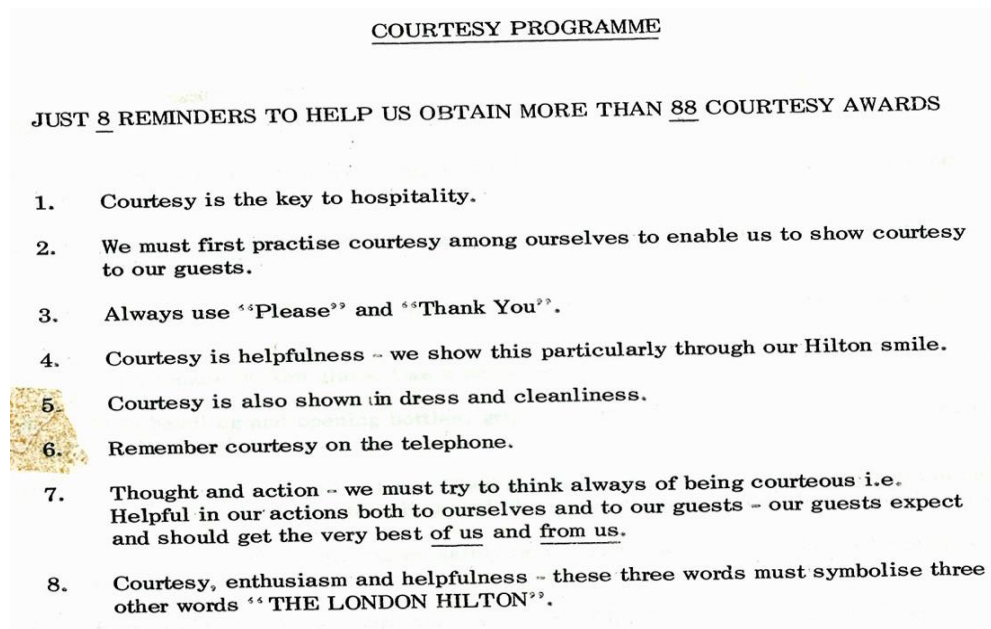 COURTESY PROGRAMME
JUST 8 REMINDERS TO HELP US OBTAIN MORE THAN 88 COURTESY AWARDS
1. Courtesy is the key to hospitality.
2. We must first practise courtesy among ourselves to enable us to show courtesy
to our guests.
3. Always use "Please" and "Thank You".
4. Courtesy is helpfulness - we show this particularly through our Hilton smile.
5. Courtesy is also shown in dress and cleanliness.
6. Remember courtesy on the telephone.
7. Thought and action - we must try to think always of being courteous i.e.
Helpful in our actions both to ourselves and to our guests - our guests expect
and should get the very best of us and from us.
8. Courtesy, enthusiasm and helpfulness - these three words must symbolise three
other words "THE LONDON HILTON".